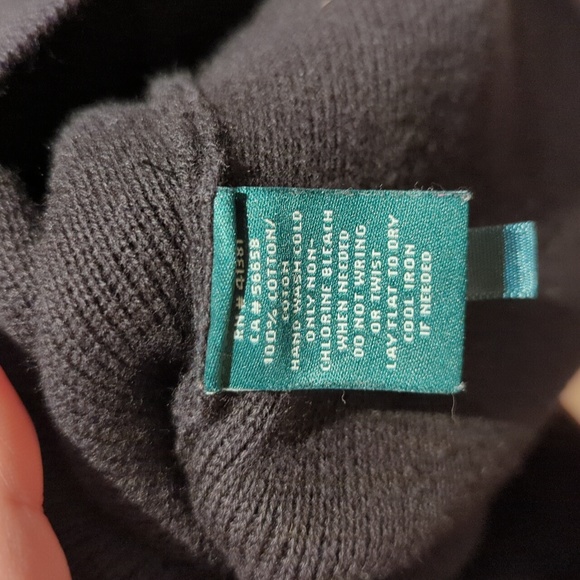 RN# 41381
CA # 56658
100% COTTON/
COTON
HAND WASH COLD
ONLY NON-
CHLORINE BLEACH
WHEN NEEDED
DO NOT WRING
OR TWIST
LAY FLAT TO DRY
COOL IRON
IF NEEDED